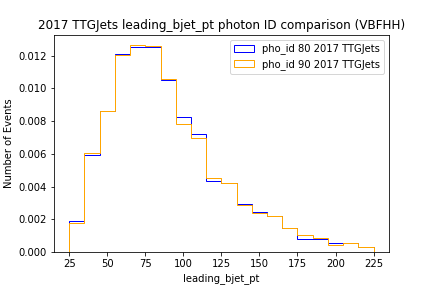 2017 TTGJets leading_bjet_pt photon ID comparison (VBFHH)
pho_id 80 2017 TTGJets
pho_id 90 2017 TTGJets
Number of Events
0.012
0.010
0.008
0.006
0.004
0.002
0.000
25 50 75 100 125 150 175 200 225
leading_bjet_pt